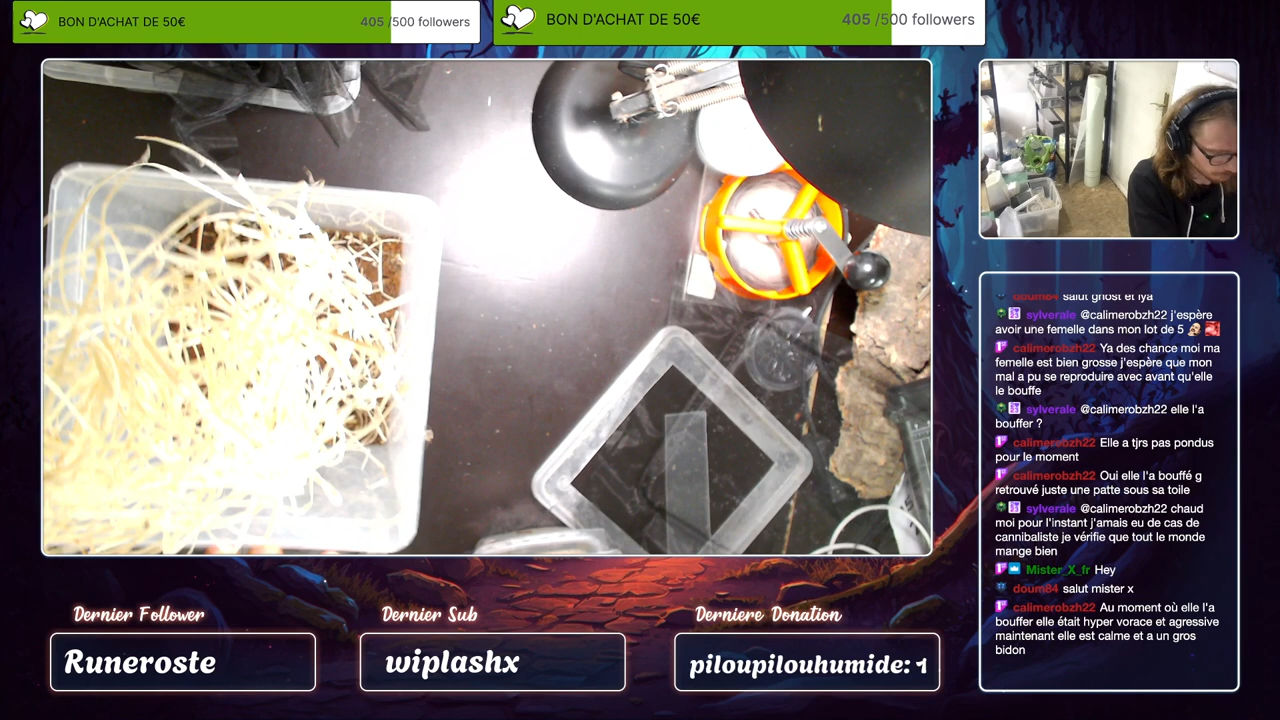 BON D'ACHAT DE 50€
405 /500 followers
BON D'ACHAT DE 50€
405 /500 followers
doum84 salut ghost et lya
sylverale @calimerobzh22 j'espère
avoir une femelle dans mon lot de 5
calimerobzh22 Ya des chance moi ma
femelle est bien grosse j'espère que mon
mal a pu se reproduire avec avant qu'elle
le bouffe
sylverale @calimerobzh22 elle l'a
bouffer ?
calimerobzh22 Elle a tjrs pas pondus
pour le moment
calimerobzh22 Oui elle l'a bouffé g
retrouvé juste une patte sous sa toile
sylverale @calimerobzh22 chaud
moi pour l'instant j'amais eu de cas de
cannibaliste je vérifie que tout le monde
mange bien
Mister_X_fr Hey
doum84 salut mister x
calimerobzh22 Au moment où elle l'a
bouffer elle était hyper vorace et agressive
maintenant elle est calme et a un gros
bidon
Dernier Follower
Runeroste
Dernier Sub
wiplashx
Derniere Donation
piloupilouhumide: 1